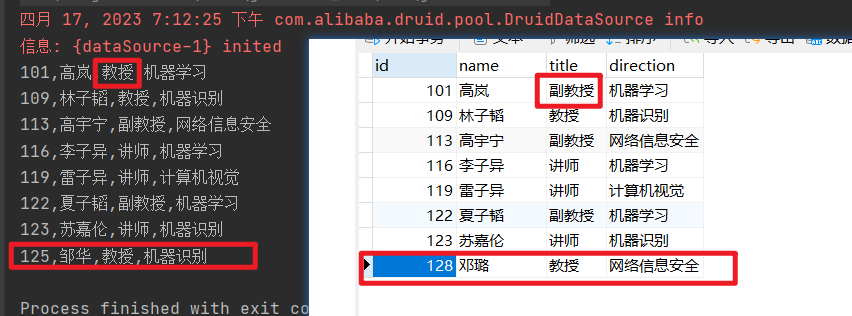 四月 17, 2023 7:12:25 下午 com.alibaba.druid.pool.DruidDataSource info
信息: {dataSource-1} inited
101,高岚,教授,机器学习
109,林子韬,教授,机器识别
113,高宇宁,副教授,网络信息安全
116,李子异,讲师,机器学习
119,雷子异,讲师,计算机视觉
122,夏子韬,副教授,机器学习
123,苏嘉伦,讲师,机器识别
125,邹华,教授,机器识别
Process finished with exit co
id name title direction
101 高岚 副教授 机器学习
109 林子韬 教授 机器识别
113 高宇宁 副教授 网络信息安全
116 李子异 讲师 机器学习
119 雷子异 讲师 计算机视觉
122 夏子韬 副教授 机器学习
123 苏嘉伦 讲师 机器识别
128 邓璐 教授 网络信息安全